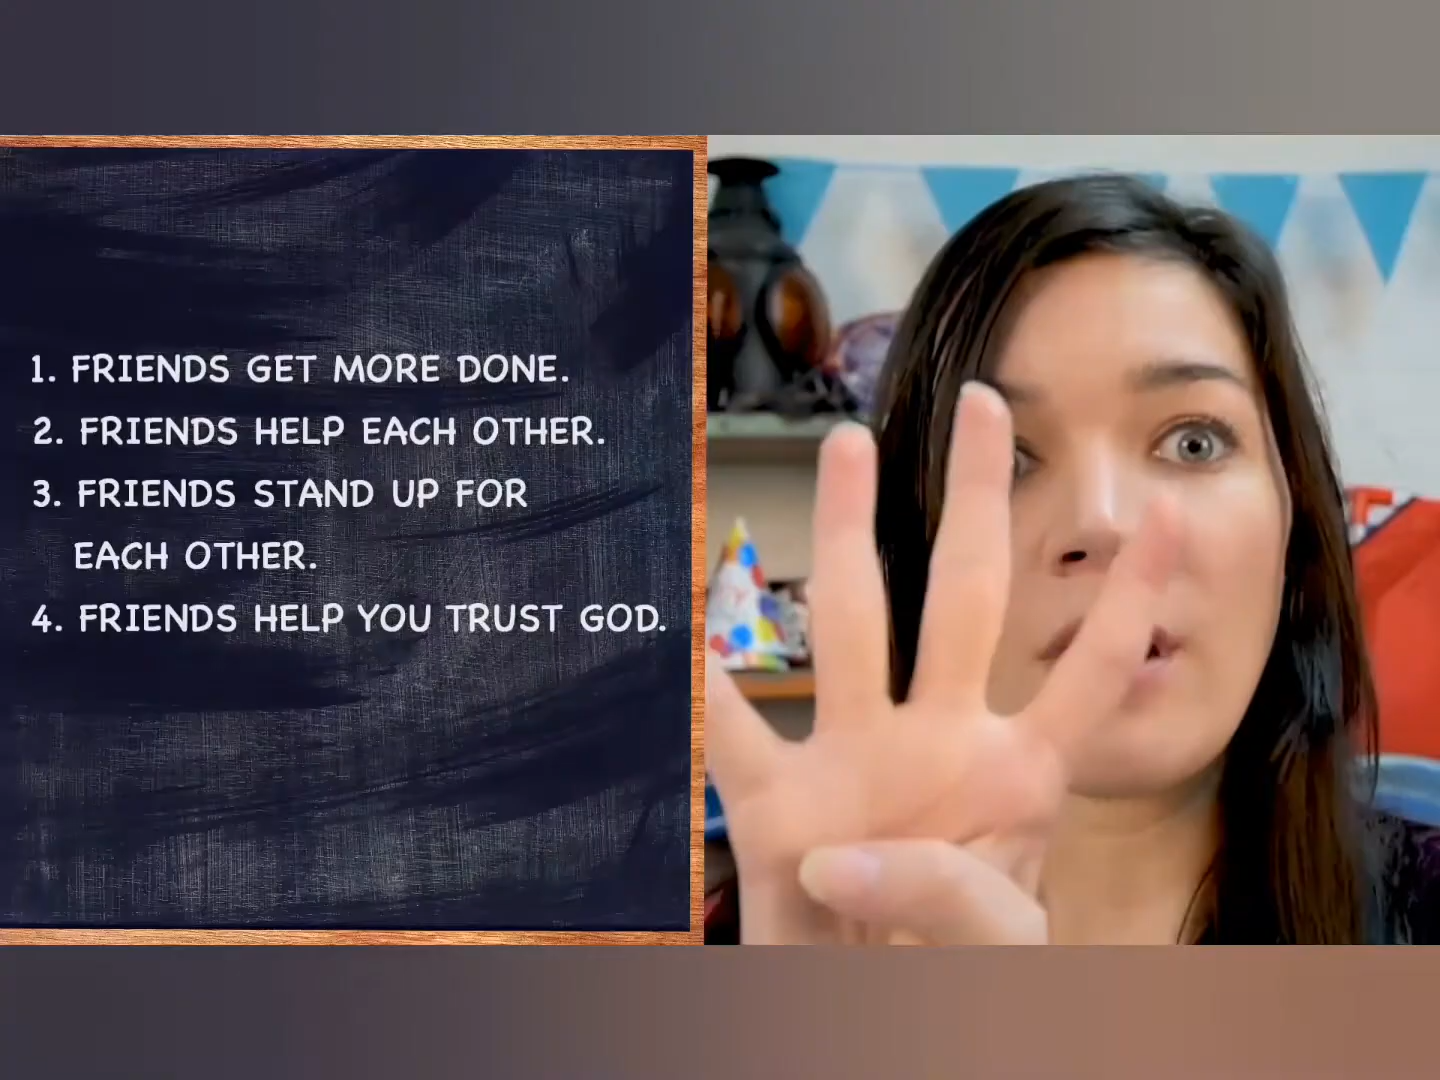 1. FRIENDS GET MORE DONE.
2. FRIENDS HELP EACH OTHER.
3. FRIENDS STAND UP FOR
EACH OTHER.
4. FRIENDS HELP YOU TRUST GOD.